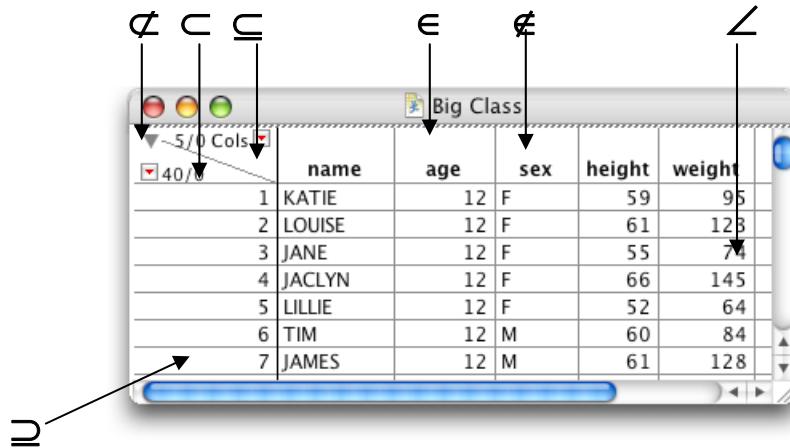 ⊄ ⊂ ⊆ ∈ ∉ ∠
Big Class
5/0 Cols
40/0
name age sex height weight
1 KATIE 12 F 59 95
2 LOUISE 12 F 61 123
3 JANE 12 F 55 74
4 JACLYN 12 F 66 145
5 LILLIE 12 F 52 64
6 TIM 12 M 60 84
7 JAMES 12 M 61 128
⊇